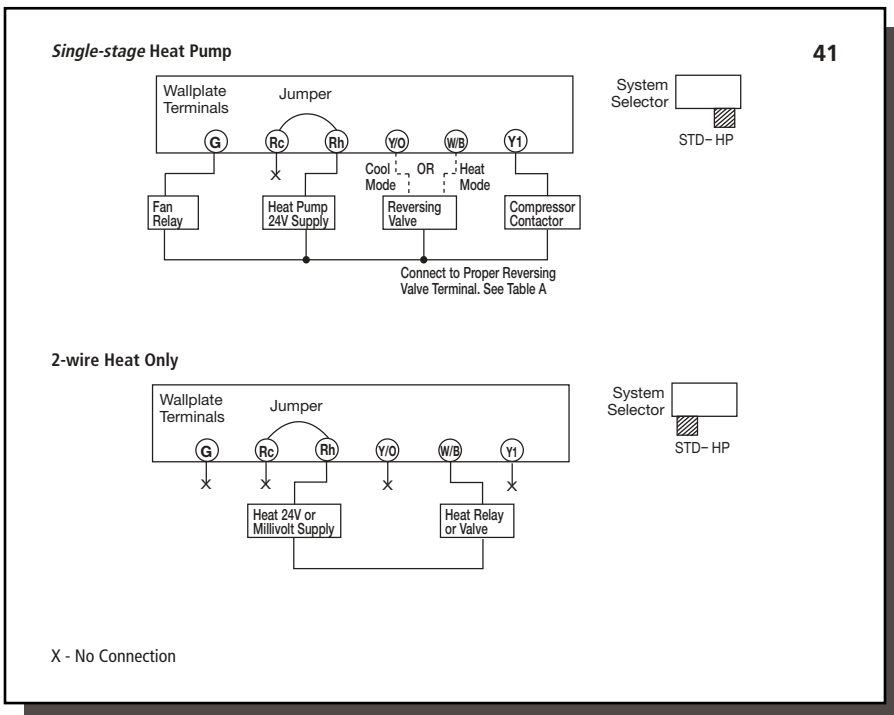 Single-stage Heat Pump
41
Wallplate
Terminals
Jumper
System
Selector
STD– HP
G
Rc
Rh
Y/O
W/B
Y1
X
Cool
Mode
OR
Heat
Mode
Fan
Relay
Heat Pump
24V Supply
Reversing
Valve
Compressor
Contactor
Connect to Proper Reversing
Valve Terminal. See Table A
2-wire Heat Only
Wallplate
Terminals
Jumper
System
Selector
STD– HP
G
Rc
Rh
Y/O
W/B
Y1
X
X
X
X
Heat 24V or
Millivolt Supply
Heat Relay
or Valve
X - No Connection